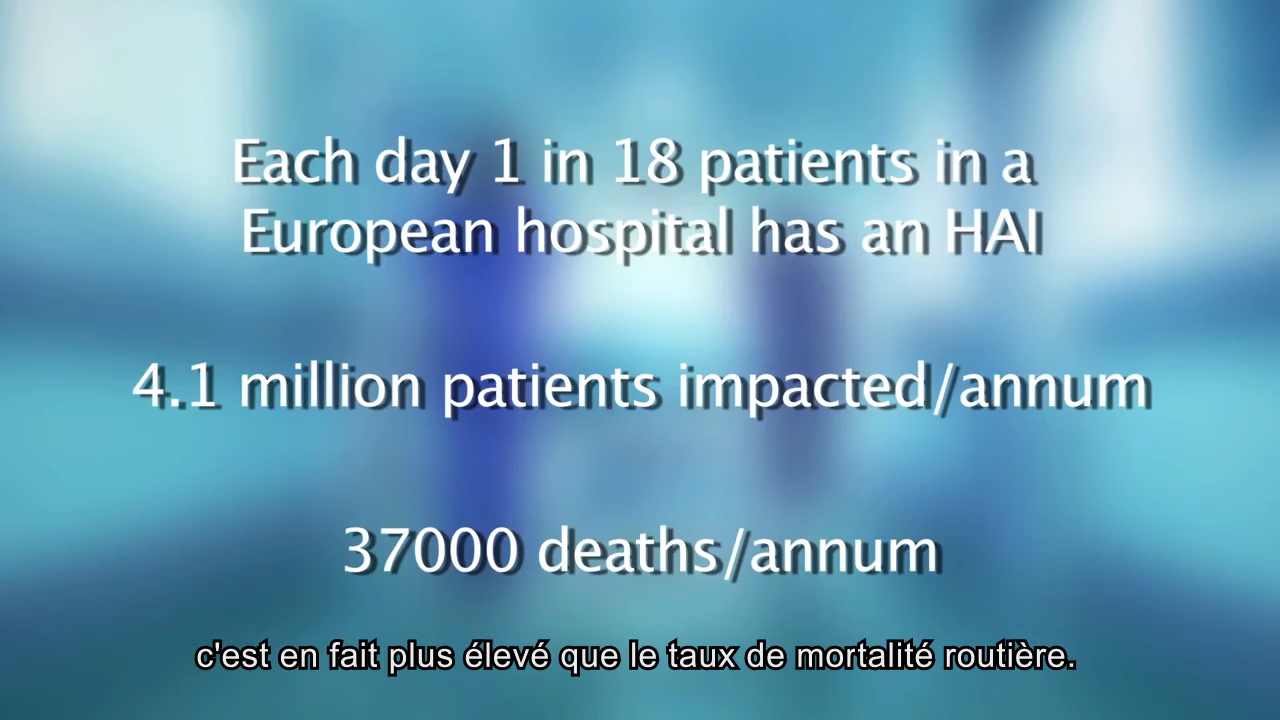 Each day 1 in 18 patients in a
European hospital has an HAI
4.1 million patients impacted/annum
37000 deaths/annum
c'est en fait plus élevé que le taux de mortalité routière.